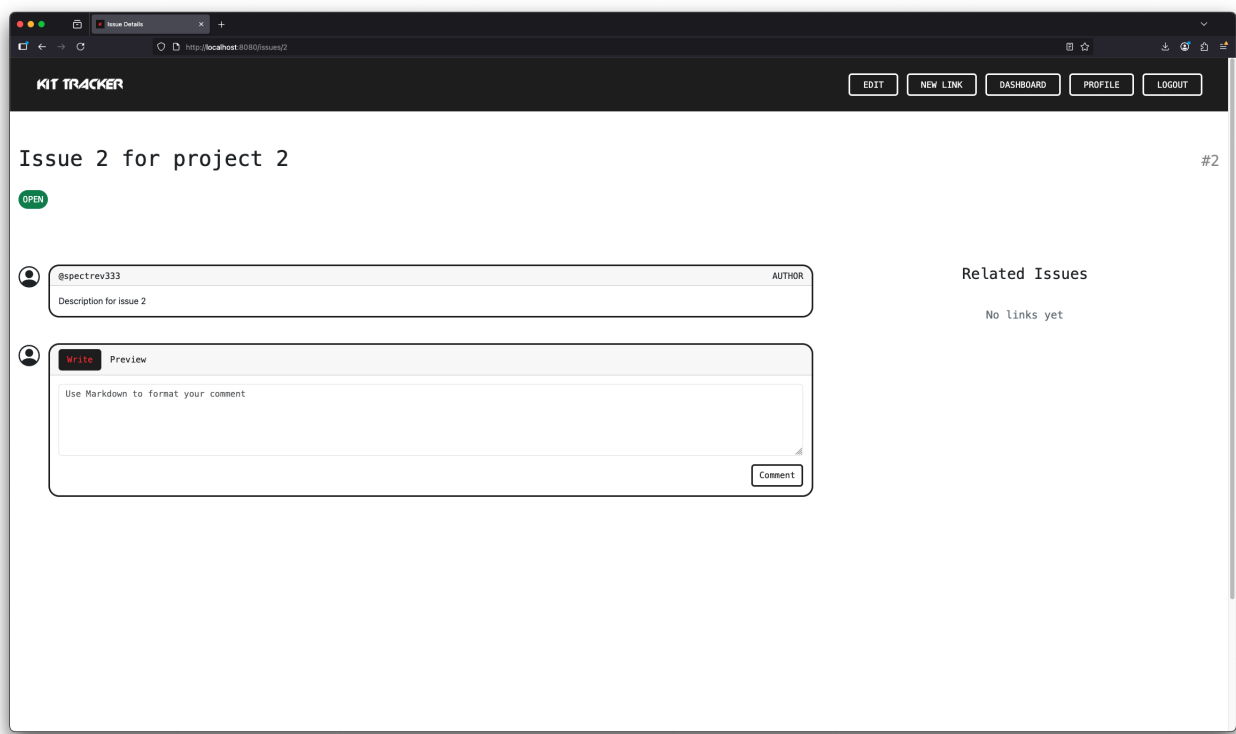 Issue Details
http://localhost:8080/issues/2
KIT TRACKER
EDIT
NEW LINK
DASHBOARD
PROFILE
LOGOUT
Issue 2 for project 2
#2
OPEN
@spectrev333
AUTHOR
Description for issue 2
Related Issues
No links yet
Write
Preview
Use Markdown to format your comment
Comment